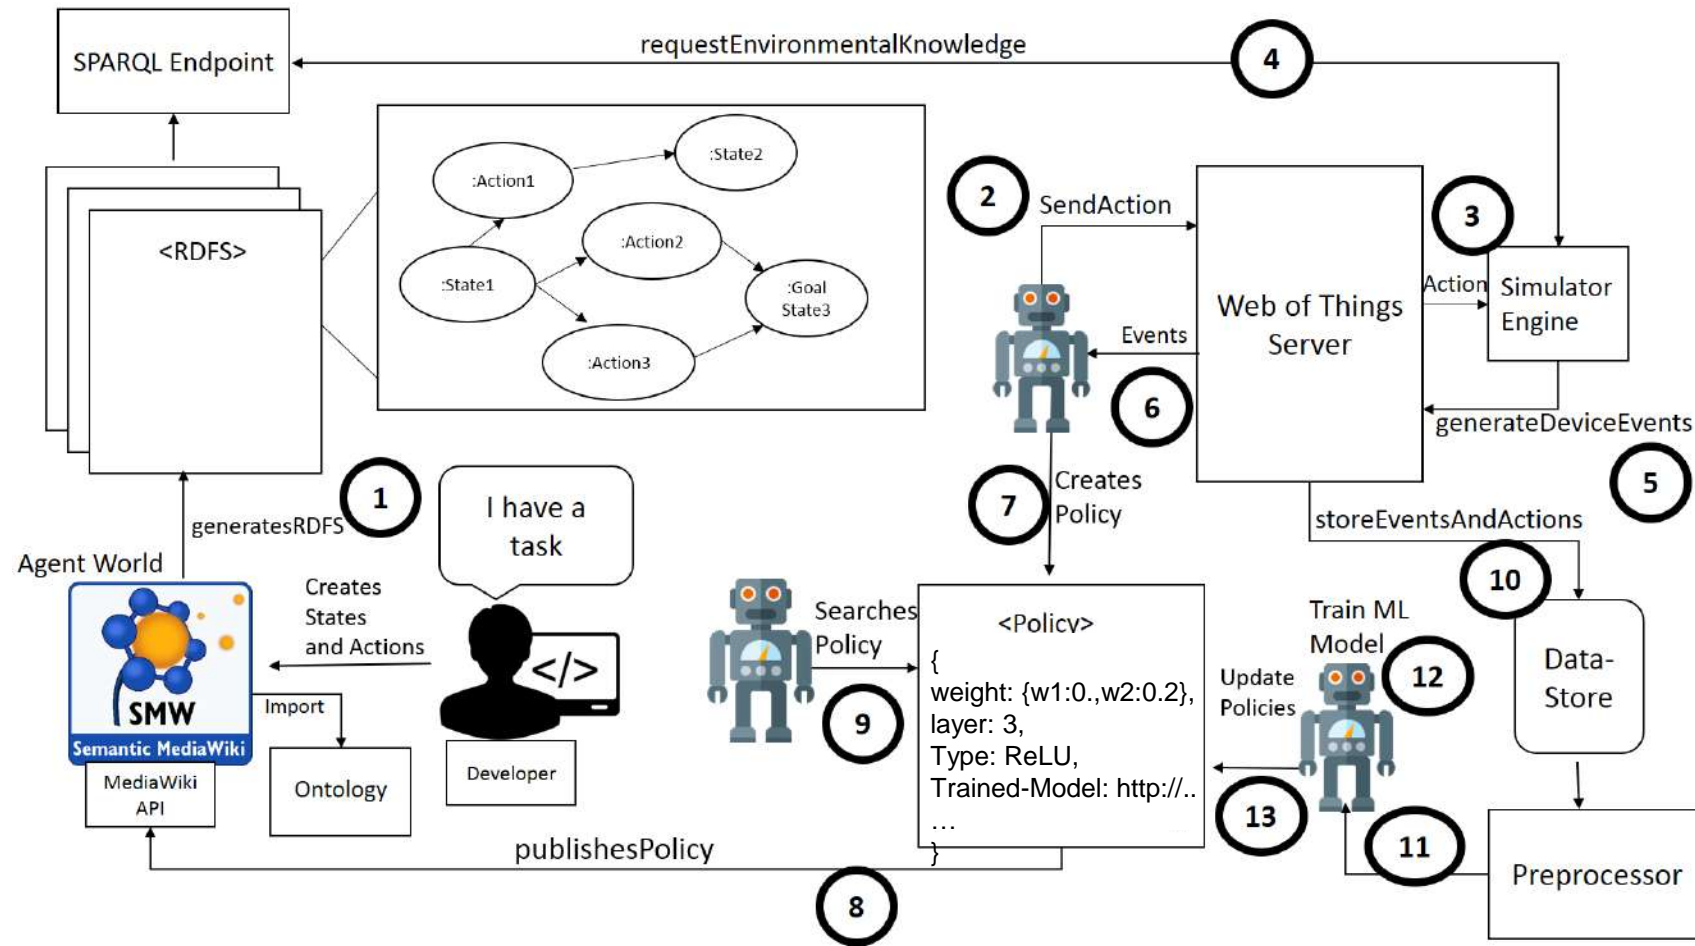 SPARQL Endpoint
requestEnvironmentalKnowledge
4
<RDFS>
:Action1
:State2
:Action2
:State1
:Goal
State3
:Action3
2
SendAction
Web of Things
Server
3
Action
Simulator
Engine
Events
6
generateDeviceEvents
5
7
Creates
Policy
storeEventsAndActions
1
generatesRDFS
I have a
task
Agent World
Creates
States
and Actions
SMW
Semantic MediaWiki
MediaWiki
API
Import
Ontology
</>
Developer
Searches
Policy
9
<Policy>
{
weight: {w1:0.,w2:0.2},
layer: 3,
Type: ReLU,
Trained-Model: http://..
...
}
publishesPolicy
8
10
Train ML
Model
12
Update
Policies
13
Data-
Store
11
Preprocessor